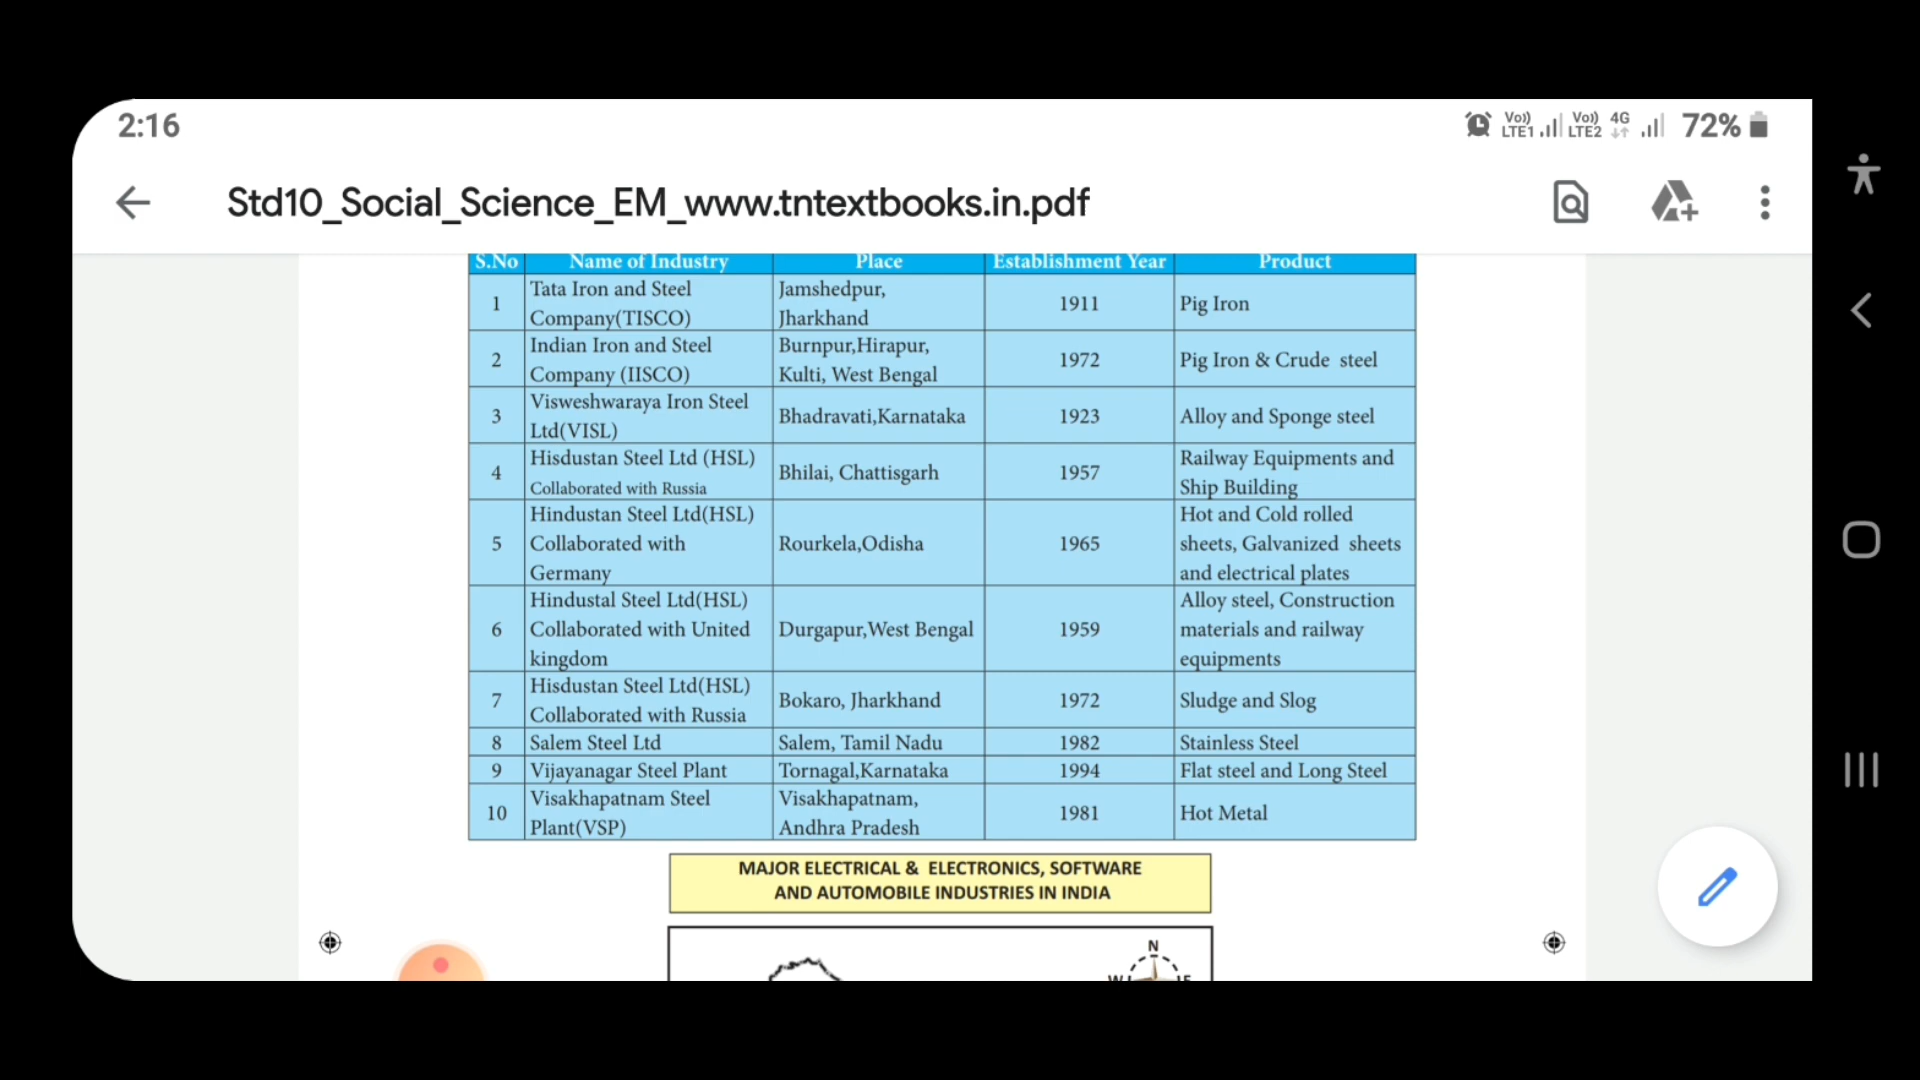 2:16
Vo)) LTE1 Vo)) LTE2 4G 72%
Std10_Social_Science_EM_www.tntextbooks.in.pdf
S.No Name of Industry Place Establishment Year Product
1 Tata Iron and Steel Company(TISCO) Jamshedpur, Jharkhand 1911 Pig Iron
2 Indian Iron and Steel Company (IISCO) Burnpur,Hirapur, Kulti, West Bengal 1972 Pig Iron & Crude steel
3 Visweshwaraya Iron Steel Ltd(VISL) Bhadravati,Karnataka 1923 Alloy and Sponge steel
4 Hisdustan Steel Ltd (HSL) Collaborated with Russia Bhilai, Chattisgarh 1957 Railway Equipments and Ship Building
5 Hindustan Steel Ltd(HSL) Collaborated with Germany Rourkela,Odisha 1965 Hot and Cold rolled sheets, Galvanized sheets and electrical plates
6 Hindustal Steel Ltd(HSL) Collaborated with United kingdom Durgapur,West Bengal 1959 Alloy steel, Construction materials and railway equipments
7 Hisdustan Steel Ltd(HSL) Collaborated with Russia Bokaro, Jharkhand 1972 Sludge and Slog
8 Salem Steel Ltd Salem, Tamil Nadu 1982 Stainless Steel
9 Vijayanagar Steel Plant Tornagal,Karnataka 1994 Flat steel and Long Steel
10 Visakhapatnam Steel Plant(VSP) Visakhapatnam, Andhra Pradesh 1981 Hot Metal
MAJOR ELECTRICAL & ELECTRONICS, SOFTWARE
AND AUTOMOBILE INDUSTRIES IN INDIA
N
W E